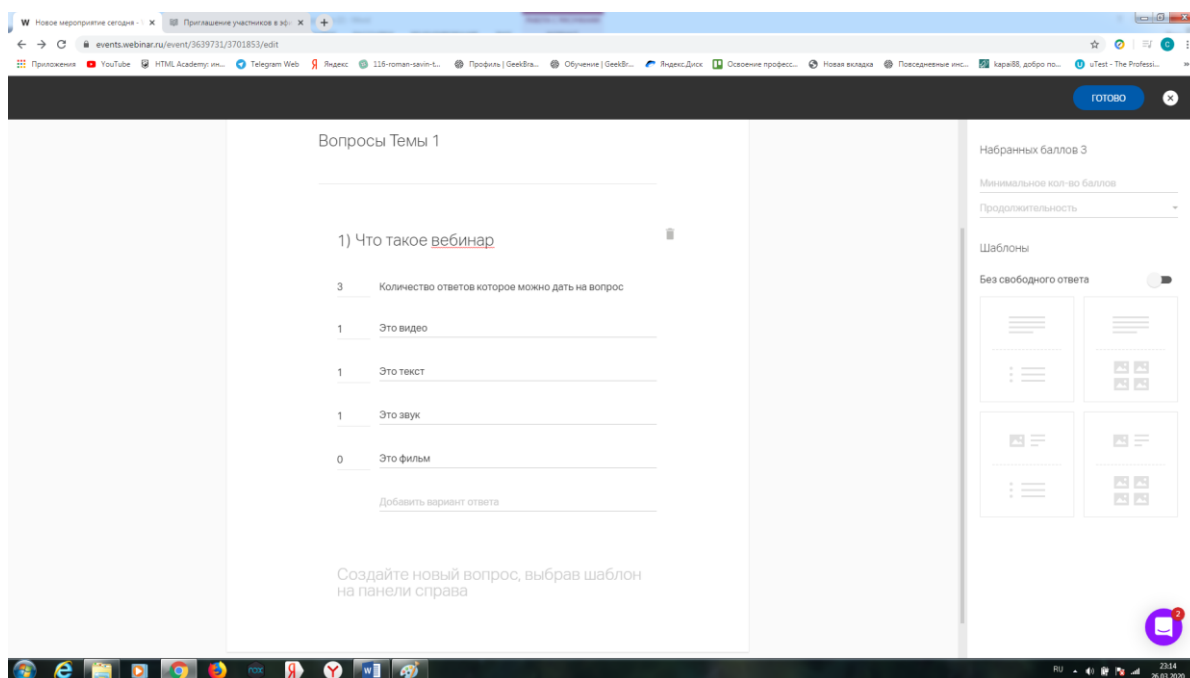 W Новое мероприятие сегодня - \ X Приглашение участников в эф X +
events.webinar.ru/event/3639731/3701853/edit
Приложения YouTube HTML Academy: ин... Telegram Web Яндекс 116-roman-savin-t... Профиль | GeekBra... Обучение | GeekBr... Яндекс.Диск Освоение професс... Новая вкладка Повседневные инс... kapai88, добро по... uTest - The Professi... »
ГОТОВО
Вопросы Темы 1
Набранных баллов 3
Минимальное кол-во баллов
Продолжительность
1) Что такое вебинар
Шаблоны
Без свободного ответа
3 Количество ответов которое можно дать на вопрос
1 Это видео
1 Это текст
1 Это звук
0 Это фильм
Добавить вариант ответа
Создайте новый вопрос, выбрав шаблон
на панели справа
2
RU 23:14
26.03.2020